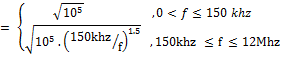 = { √10⁵ , 0 < f ≤ 150 khz
√10⁵ . (150khz/f)^1.5 , 150khz ≤ f ≤ 12Mhz